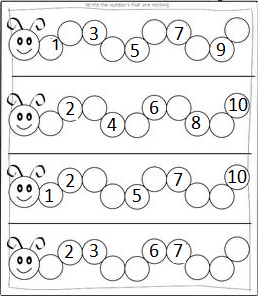 Write the numbers that are missing
1 3 5 7 9
2 4 6 8 10
1 2 5 7 10
2 3 6 7